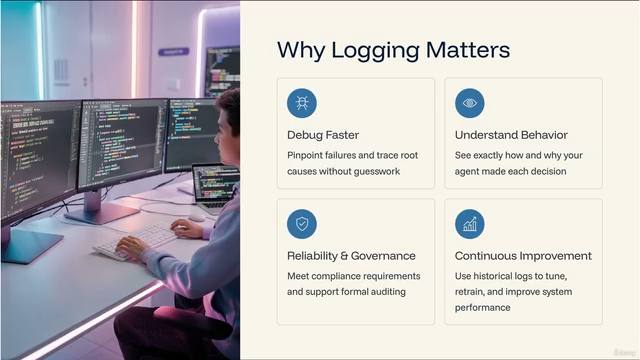 Why Logging Matters
Debug Faster
Pinpoint failures and trace root
causes without guesswork
Understand Behavior
See exactly how and why your
agent made each decision
Reliability & Governance
Meet compliance requirements
and support formal auditing
Continuous Improvement
Use historical logs to tune,
retrain, and improve system
performance